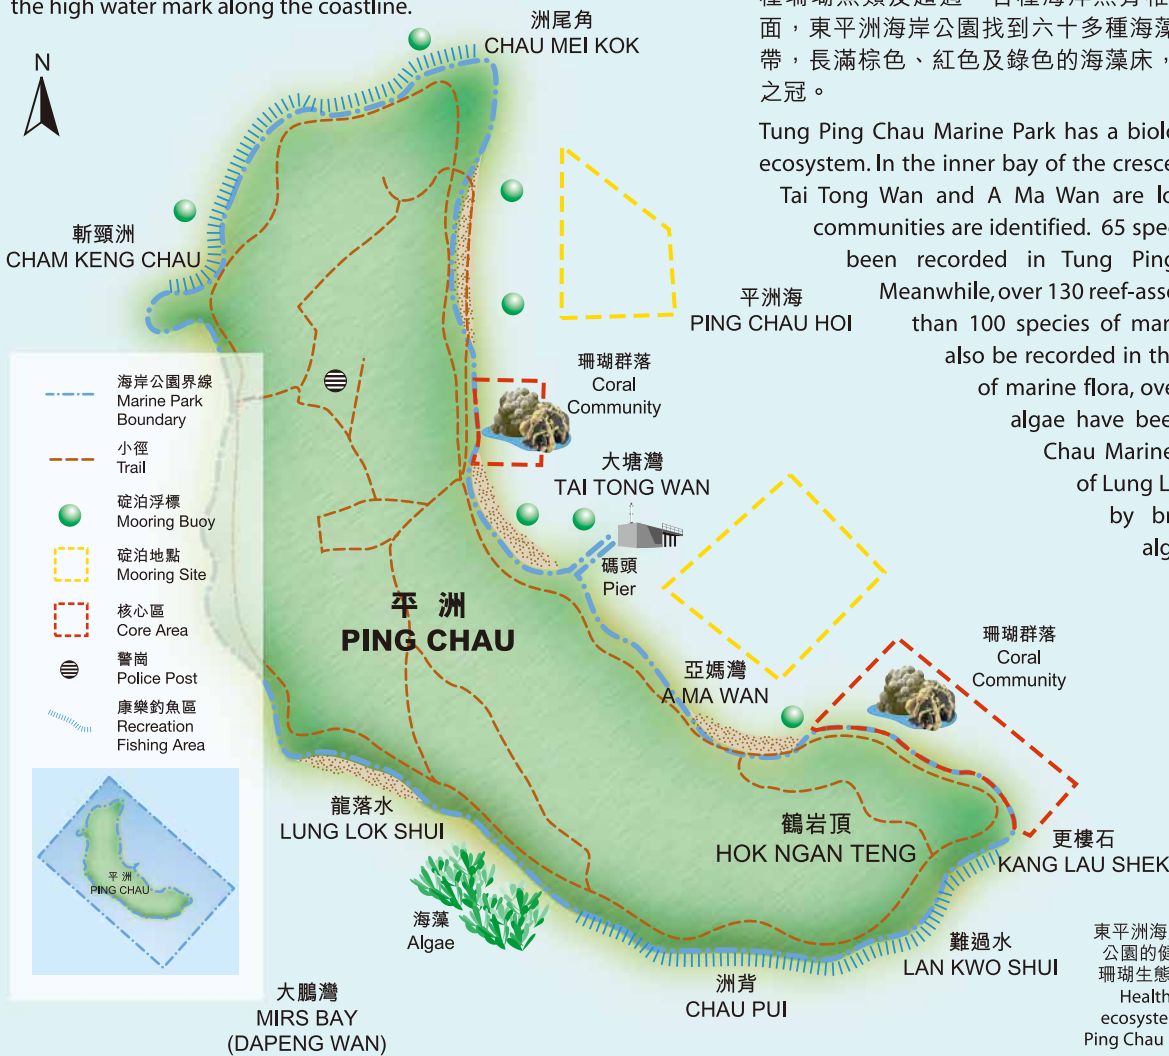 the high water mark along the coastline.
面，東平洲海岸公園找到六十多種海藻
帶，長滿棕色、紅色及綠色的海藻床，
之冠。
Tung Ping Chau Marine Park has a biolo
ecosystem. In the inner bay of the cresce
Tai Tong Wan and A Ma Wan are lo
communities are identified. 65 spe
been recorded in Tung Ping
Meanwhile, over 130 reef-asso
than 100 species of mar
also be recorded in th
of marine flora, ove
algae have bee
Chau Marine
of Lung L
by br
alg
N
洲尾角
CHAU MEI KOK
斬頸洲
CHAM KENG CHAU
平洲海
PING CHAU HOI
珊瑚群落
Coral
Community
大塘灣
TAI TONG WAN
碼頭
Pier
平 洲
PING CHAU
亞媽灣
A MA WAN
珊瑚群落
Coral
Community
龍落水
LUNG LOK SHUI
鶴岩頂
HOK NGAN TENG
更樓石
KANG LAU SHEK
海藻
Algae
難過水
LAN KWO SHUI
洲背
CHAU PUI
大鵬灣
MIRS BAY
(DAPENG WAN)
海岸公園界線
Marine Park
Boundary
小徑
Trail
碇泊浮標
Mooring Buoy
碇泊地點
Mooring Site
核心區
Core Area
警崗
Police Post
康樂釣魚區
Recreation
Fishing Area
平 洲
PING CHAU
東平洲海
公園的健
珊瑚生態
Health
ecosyste
Ping Chau